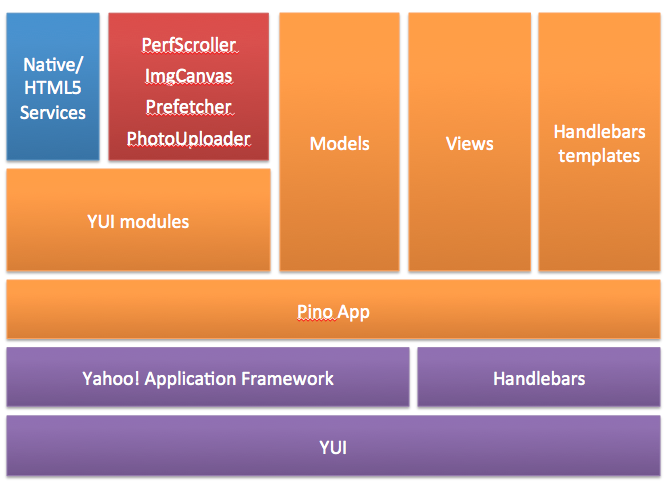 Native/
HTML5
Services
PerfScroller
ImgCanvas
Prefetcher
PhotoUploader
Models
Views
Handlebars
templates
YUI modules
Pino App
Yahoo! Application Framework
Handlebars
YUI